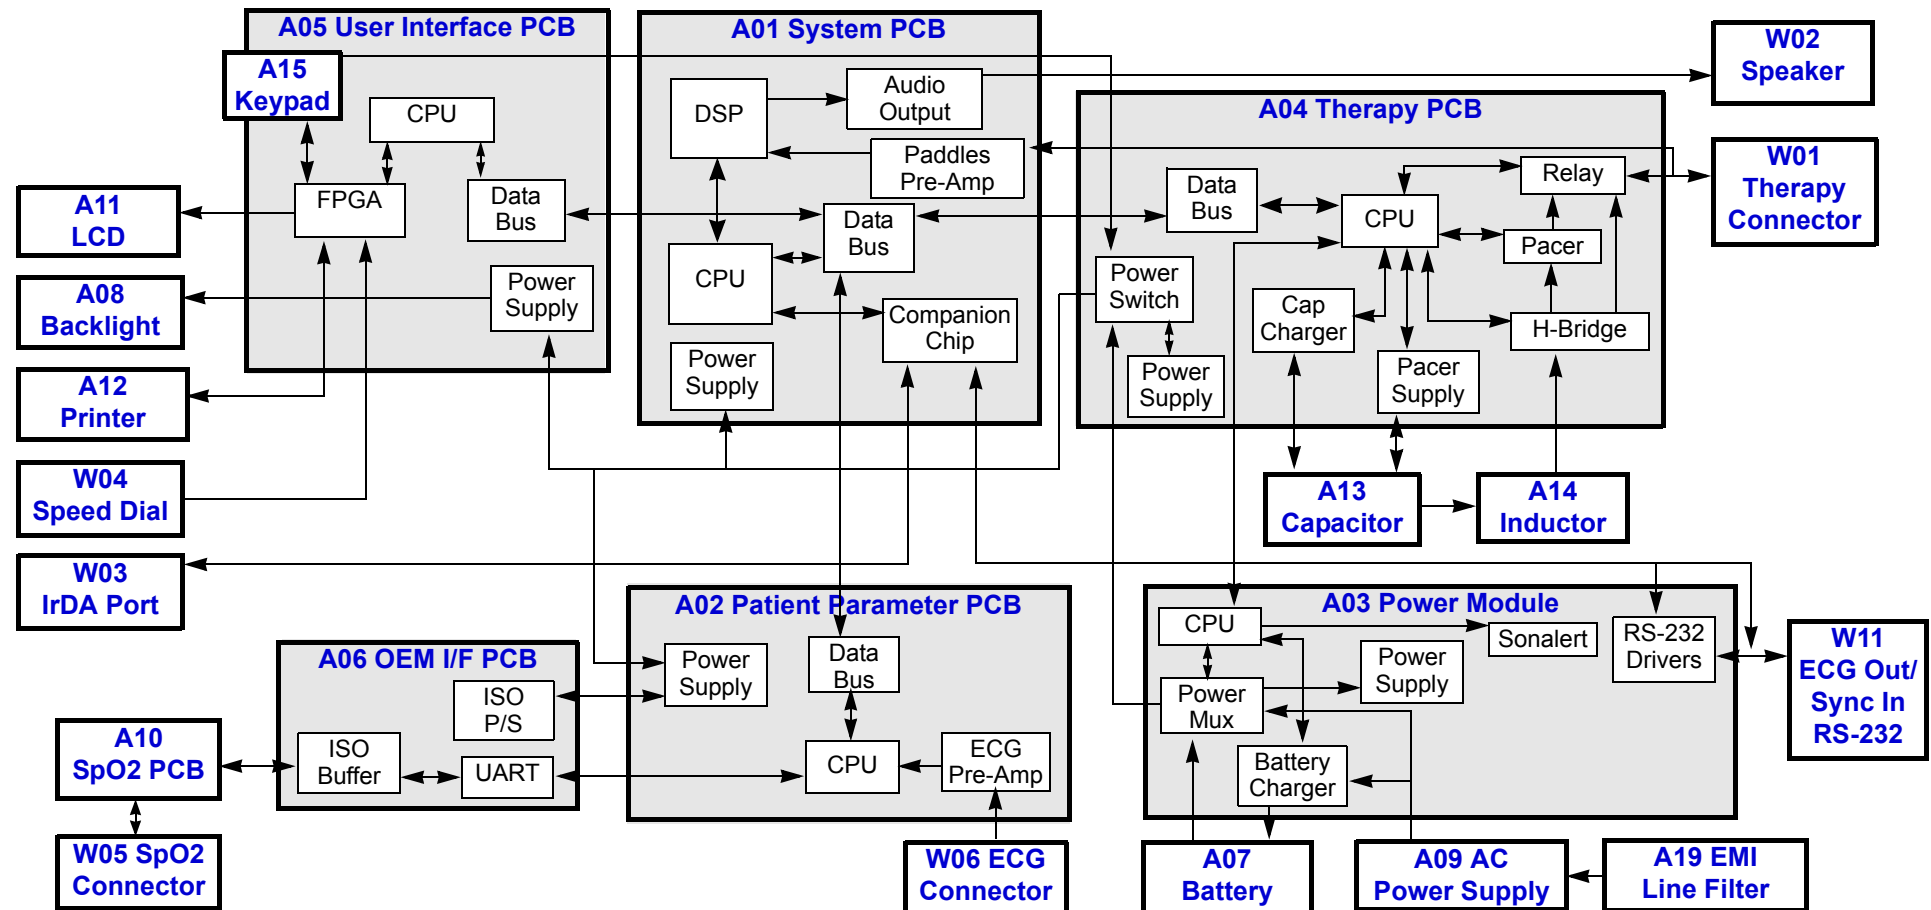 A05 User Interface PCB
A15
Keypad
CPU
FPGA
Data
Bus
Power
Supply
A11
LCD
A08
Backlight
A12
Printer
W04
Speed Dial
W03
IrDA Port
A01 System PCB
DSP
Audio
Output
Paddles
Pre-Amp
Data
Bus
CPU
Companion
Chip
Power
Supply
W02
Speaker
A04 Therapy PCB
Data
Bus
CPU
Relay
Pacer
Power
Switch
Cap
Charger
H-Bridge
Power
Supply
Pacer
Supply
W01
Therapy
Connector
A13
Capacitor
A14
Inductor
A02 Patient Parameter PCB
Power
Supply
Data
Bus
CPU
ECG
Pre-Amp
A06 OEM I/F PCB
ISO
P/S
ISO
Buffer
UART
A10
SpO2 PCB
W05 SpO2
Connector
W06 ECG
Connector
A03 Power Module
CPU
Sonalert
RS-232
Drivers
Power
Supply
Power
Mux
Battery
Charger
W11
ECG Out/
Sync In
RS-232
A07
Battery
A09 AC
Power Supply
A19 EMI
Line Filter